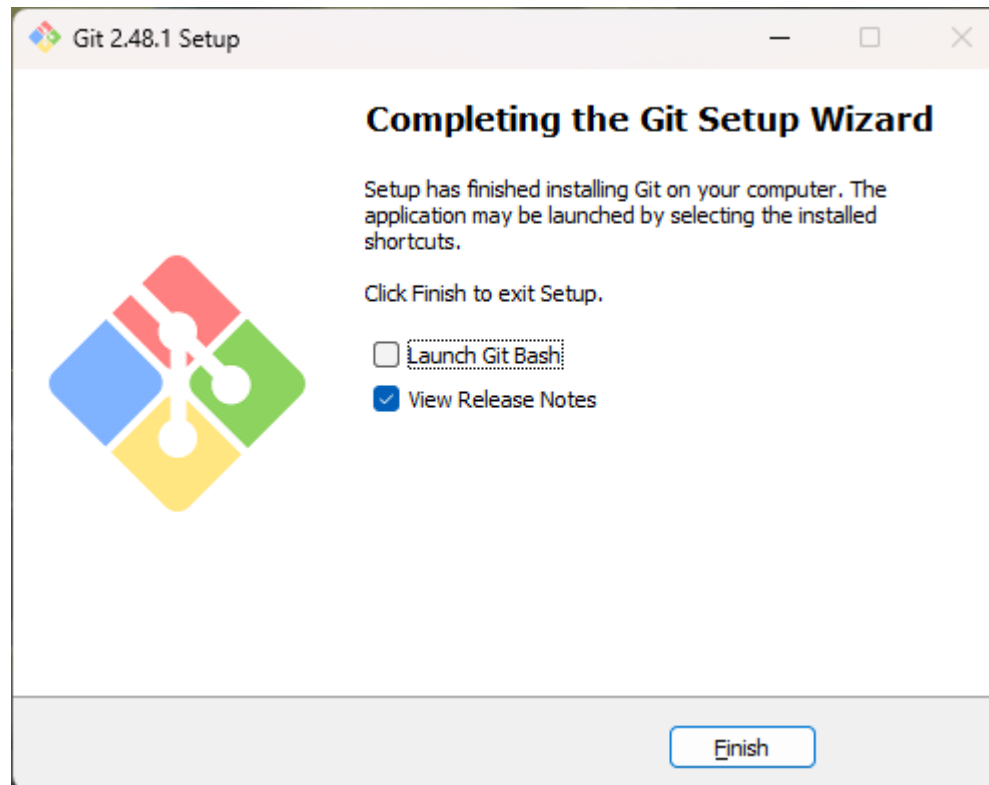 Git 2.48.1 Setup
Completing the Git Setup Wizard
Setup has finished installing Git on your computer. The
application may be launched by selecting the installed
shortcuts.
Click Finish to exit Setup.
Launch Git Bash
View Release Notes
Finish